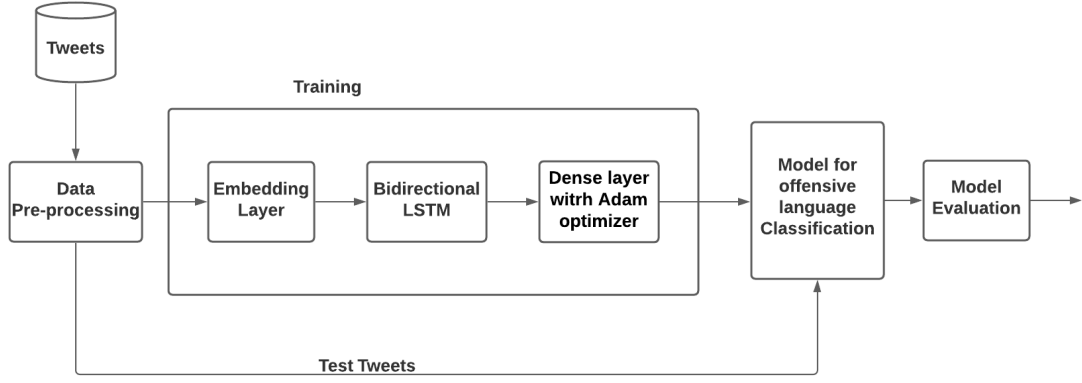 Tweets
Training
Data
Pre-processing
Embedding
Layer
Bidirectional
LSTM
Dense layer
witrh Adam
optimizer
Model for
offensive
language
Classification
Model
Evaluation
Test Tweets